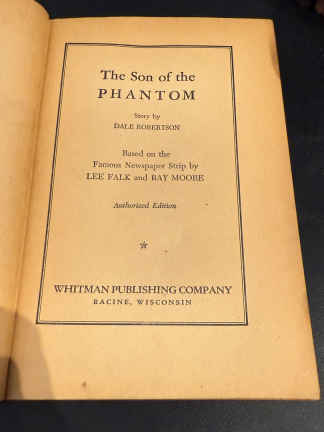 The Son of the
PHANTOM
Story by
DALE ROBERTSON
Based on the
Famous Newspaper Strip by
LEE FALK and RAY MOORE
Authorized Edition
WHITMAN PUBLISHING COMPANY
RACINE, WISCONSIN